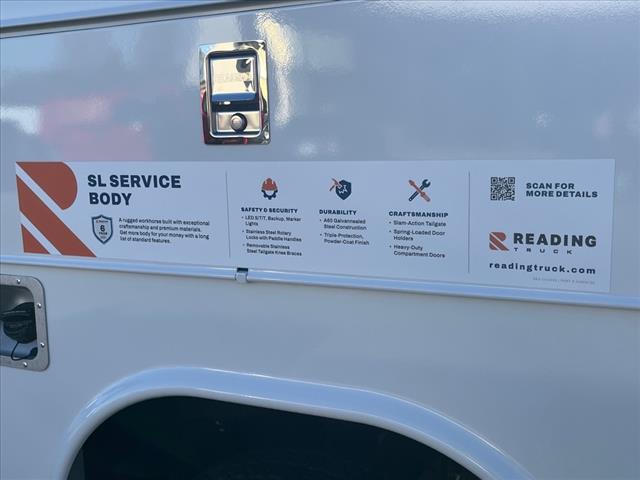 SL SERVICE
BODY
6
YEAR
A rugged workhorse built with exceptional
craftsmanship and premium materials.
Get more body for your money with a long
list of standard features.
SAFETY & SECURITY
• LED S/T/T, Backup, Marker
Lights
• Stainless Steel Rotary
Locks with Paddle Handles
• Removable Stainless
Steel Tailgate Knee Braces
DURABILITY
• A60 Galvannealed
Steel Construction
• Triple-Protection,
Powder-Coat Finish
CRAFTSMANSHIP
• Slam-Action Tailgate
• Spring-Loaded Door
Holders
• Heavy-Duty
Compartment Doors
SCAN FOR
MORE DETAILS
READING
TRUCK
readingtruck.com